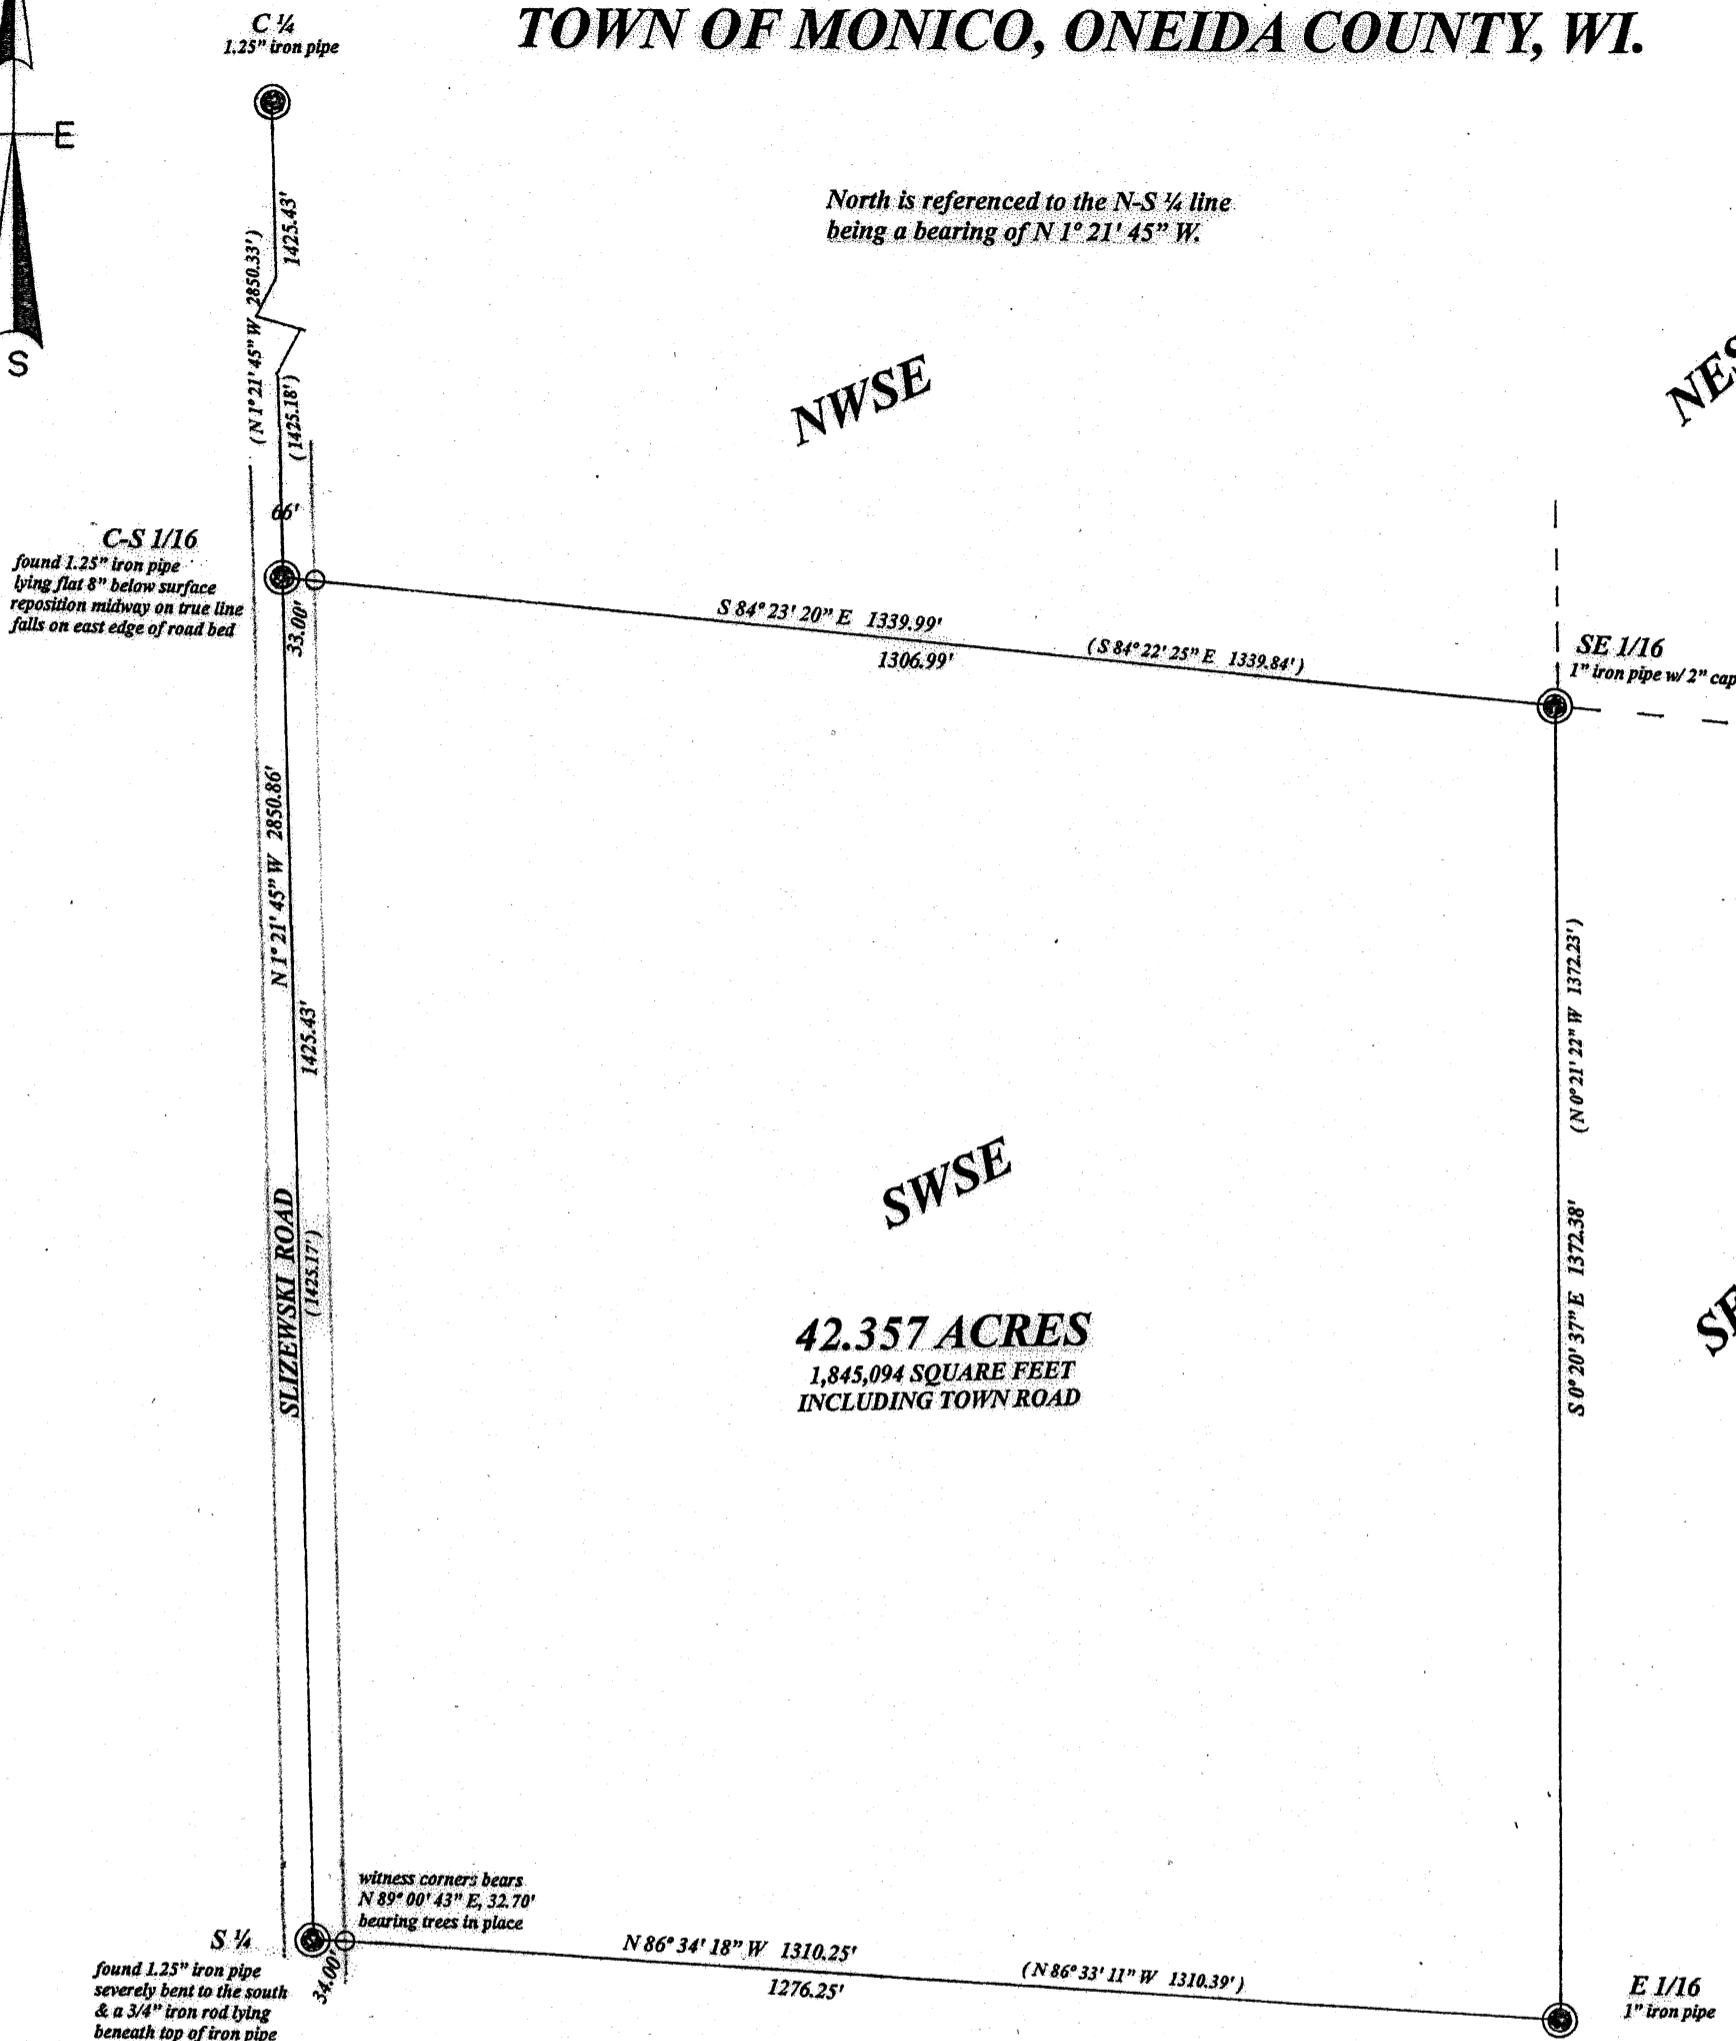 TOWN OF MONICO, ONEIDA COUNTY, WI.
C ¼
1.25" iron pipe
E
S
North is referenced to the N-S ¼ line
being a bearing of N 1° 21' 45" W.
1425.43'
(N 1° 21' 45" W 2850.33')
(1425.18')
NWSE
66'
C-S 1/16
found 1.25" iron pipe
lying flat 8" below surface
reposition midway on true line
falls on east edge of road bed
33.00'
S 84° 23' 20" E 1339.99'
1306.99'
(S 84° 22' 25" E 1339.84')
SE 1/16
1" iron pipe w/ 2" cap
N 1° 21' 45" W 2850.86'
1425.43'
(N 0° 21' 22" W 1372.23')
SWSE
SLIZEWSKI ROAD
(1425.17')
S 0° 20' 37" E 1372.38'
42.357 ACRES
1,845,094 SQUARE FEET
INCLUDING TOWN ROAD
witness corners bears
N 89° 00' 43" E, 32.70'
bearing trees in place
S ¼
found 1.25" iron pipe
severely bent to the south
& a 3/4" iron rod lying
beneath top of iron pipe
34.00'
N 86° 34' 18" W 1310.25'
1276.25'
(N 86° 33' 11" W 1310.39')
E 1/16
1" iron pipe